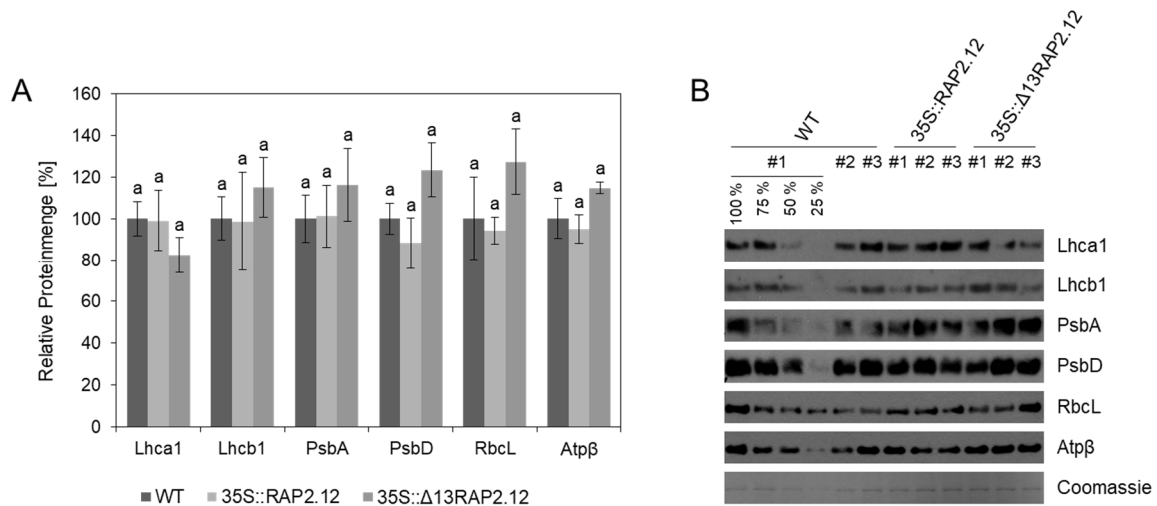 A
Relative Proteinmenge [%]
160
140
120
100
80
60
40
20
0
a a a a a a a a a a a a a a a a a a
Lhca1 Lhcb1 PsbA PsbD RbcL Atpβ
WT 35S::RAP2.12 35S::Δ13RAP2.12
B
WT 35S::RAP2.12 35S::Δ13RAP2.12
#1 #2 #3 #1 #2 #3 #1 #2 #3
100 % 75 % 50 % 25 %
Lhca1
Lhcb1
PsbA
PsbD
RbcL
Atpβ
Coomassie